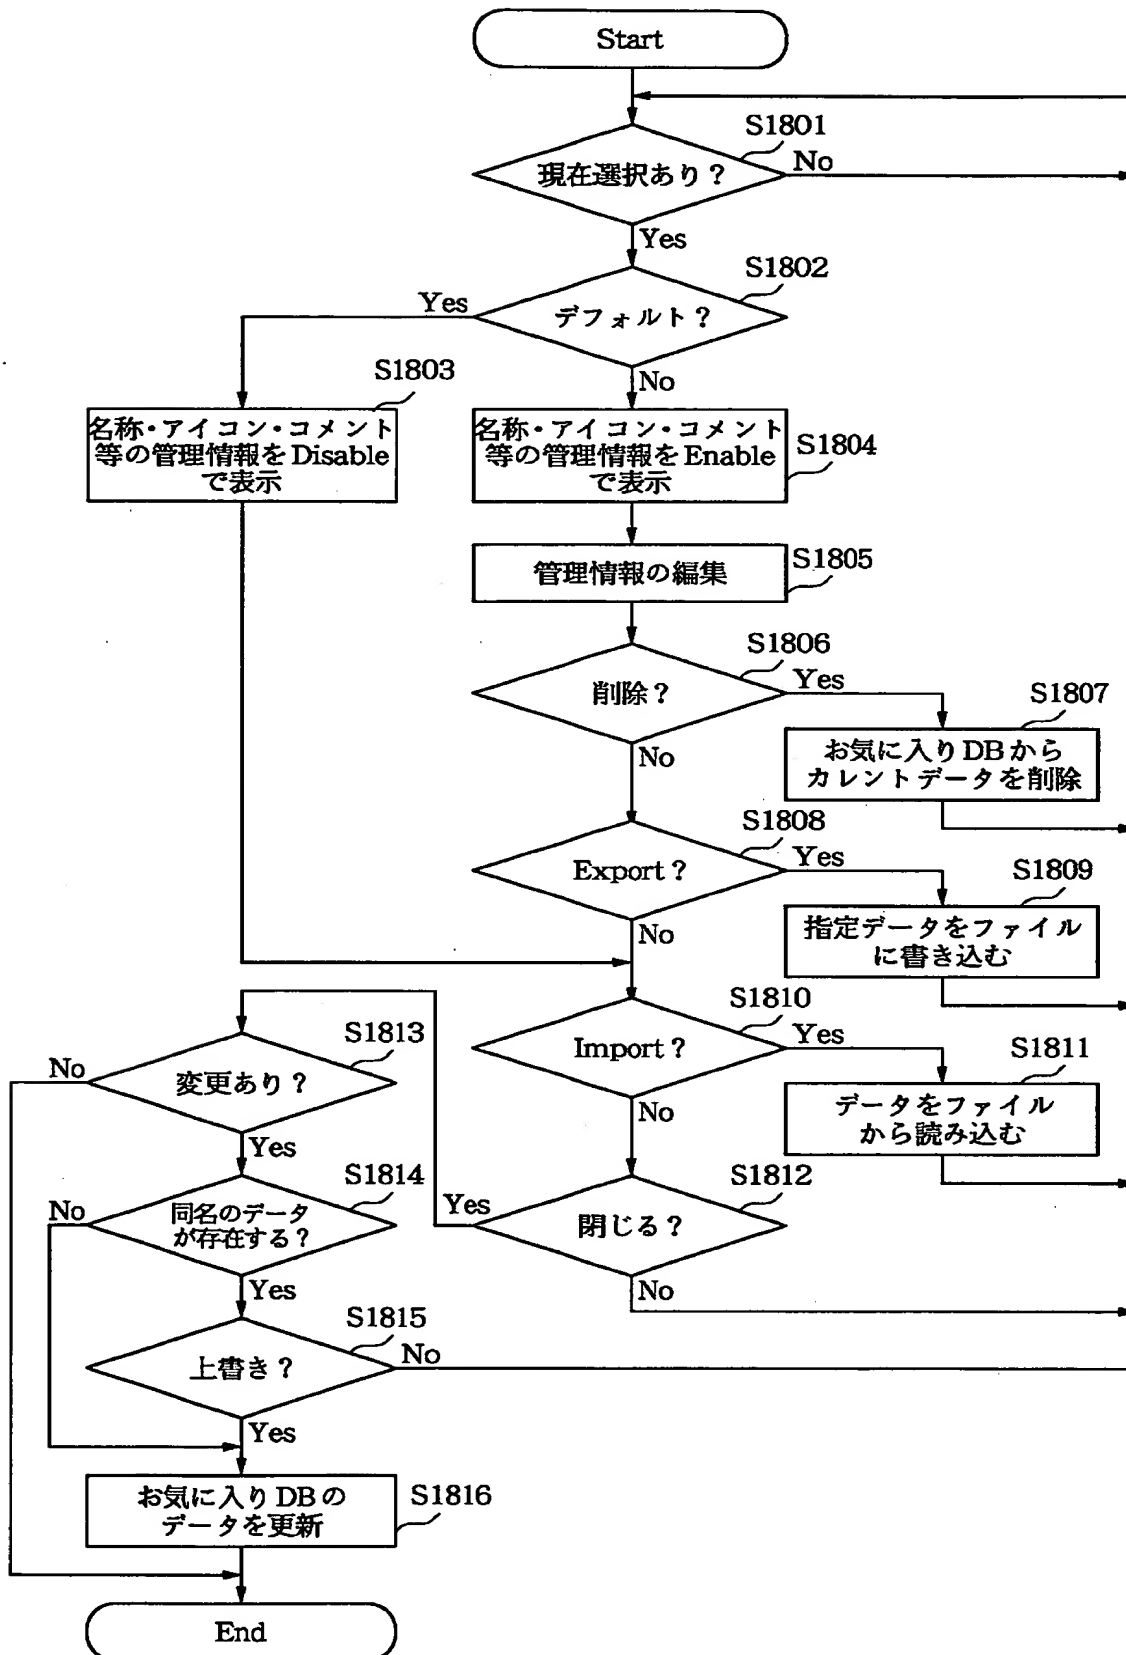 Start
S1801
現在選択あり？
No
Yes
S1802
デフォルト？
Yes
No
S1803
名称・アイコン・コメント
等の管理情報をDisable
で表示
名称・アイコン・コメント
等の管理情報をEnable
で表示
S1804
管理情報の編集
S1805
S1806
削除？
Yes
No
S1807
お気に入りDBから
カレントデータを削除
S1808
Export？
Yes
No
S1809
指定データをファイル
に書き込む
S1810
Import？
Yes
No
S1811
データをファイル
から読み込む
S1812
閉じる？
Yes
No
S1813
変更あり？
No
Yes
S1814
同名のデータ
が存在する？
No
Yes
S1815
上書き？
No
Yes
お気に入りDBの
データを更新
S1816
End